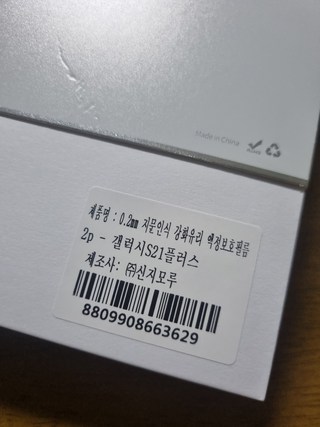 Made in China
제품명 : 0.2mm 지문인식 강화유리 액정보호필름
2p - 갤럭시S21플러스
제조사: ㈜신지모루
8809908663629